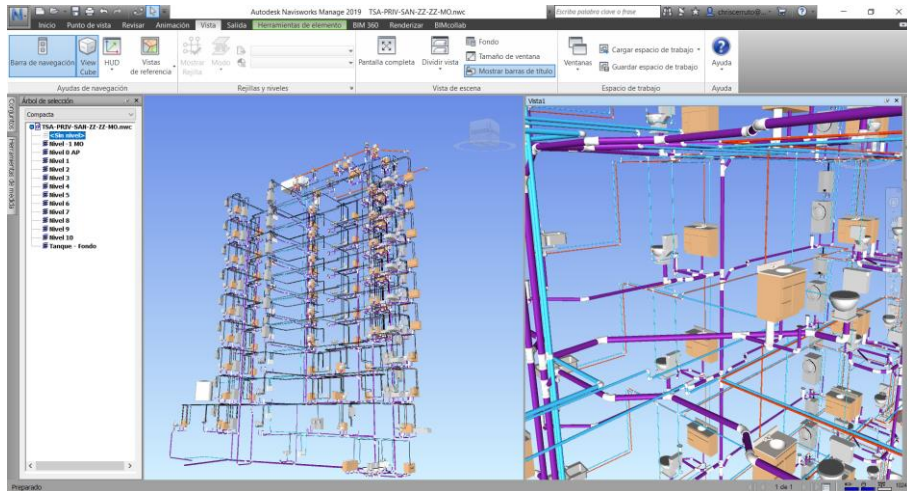 Autodesk Navisworks Manage 2019 TSA-PRIV-SAN-ZZ-ZZ-MO.nwc
Escriba palabra clave o frase
Inicio Punto de vista Revisar Animación Vista Salida Herramientas de elemento BIM 360 Renderizar BIMcollab
Barra de navegación
View Cube
HUD
Vistas de referencia
Mostrar Rejilla
Modo
Pantalla completa
Dividir vista
Fondo
Tamaño de ventana
Mostrar barras de título
Ventanas
Cargar espacio de trabajo
Guardar espacio de trabajo
Ayuda
Ayudas de navegación
Rejillas y niveles
Vista de escena
Espacio de trabajo
Ayuda
Conjuntos
Herramientas de medida
Árbol de selección
Compacta
TSA-PRIV-SAN-ZZ-ZZ-MO.nwc
<Sin nivel>
Nivel -1 MO
Nivel 0 AP
Nivel 1
Nivel 2
Nivel 3
Nivel 4
Nivel 5
Nivel 6
Nivel 7
Nivel 8
Nivel 9
Nivel 10
Tanque - Fondo
Vista1
Preparado
1 de 1